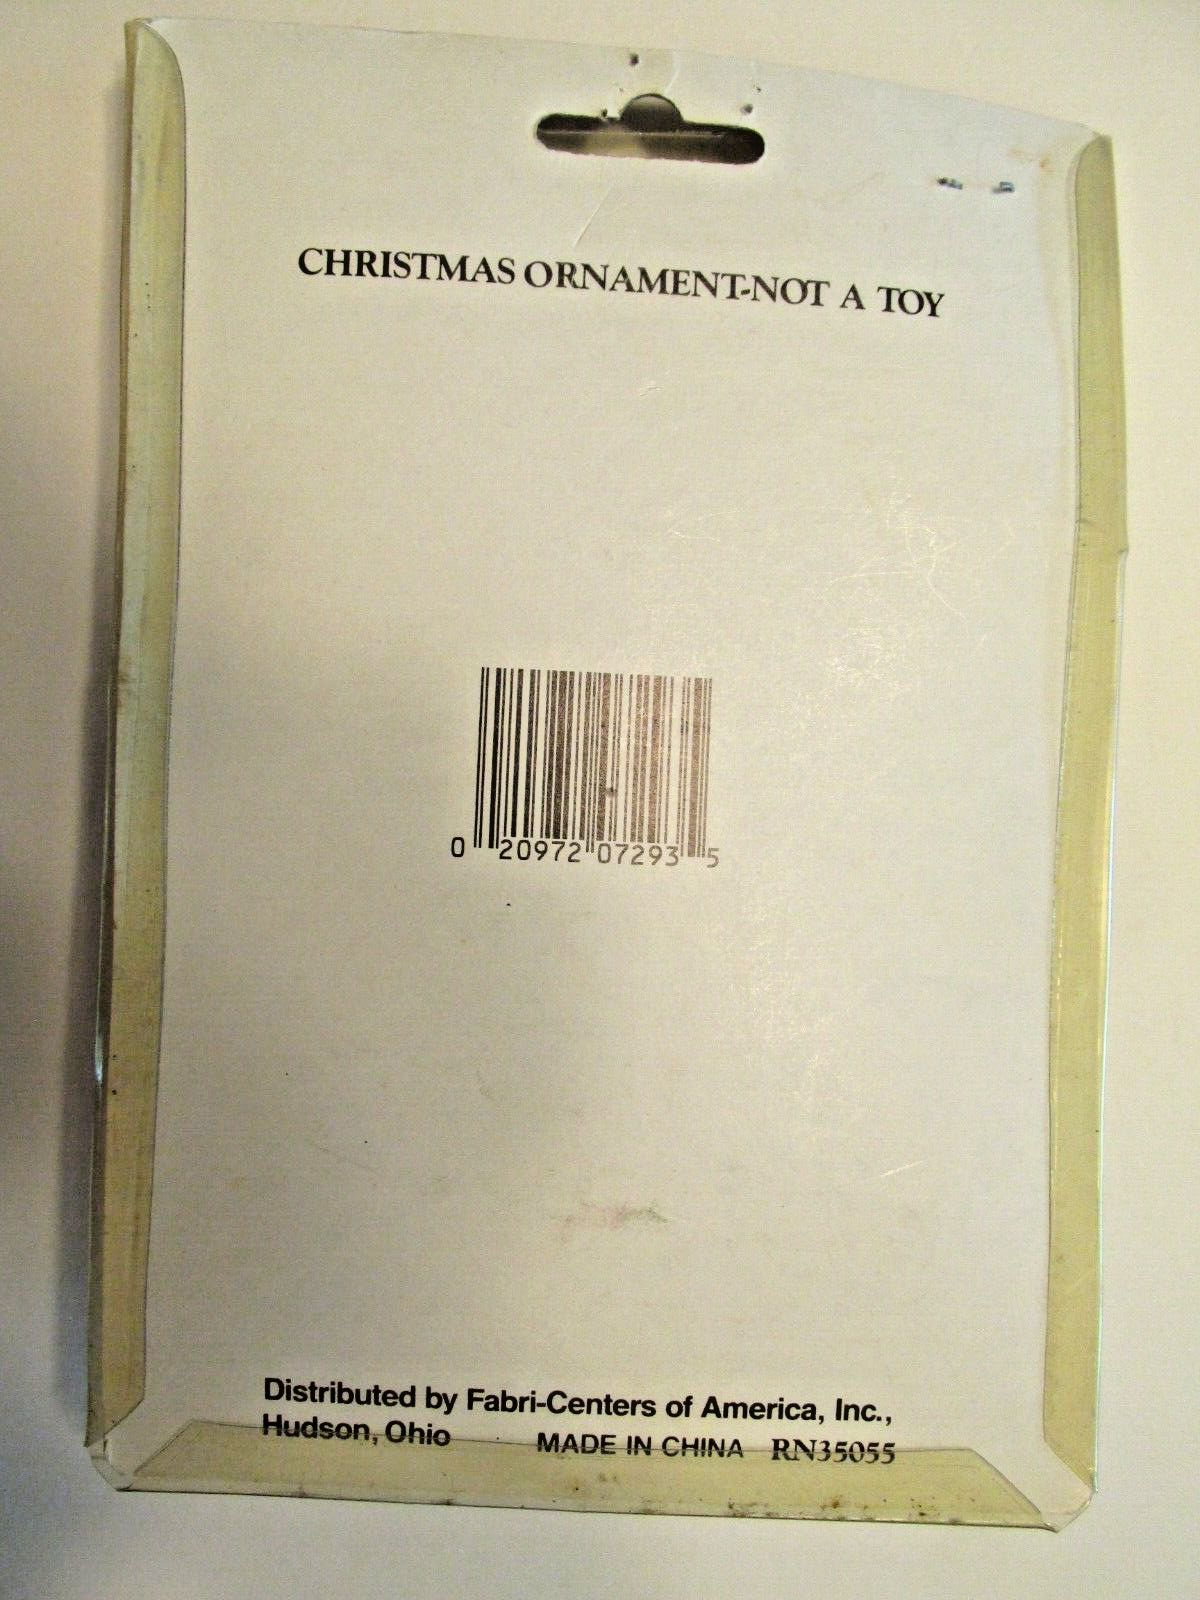 CHRISTMAS ORNAMENT-NOT A TOY
0 20972 07293 5
Distributed by Fabri-Centers of America, Inc.,
Hudson, Ohio MADE IN CHINA RN35055